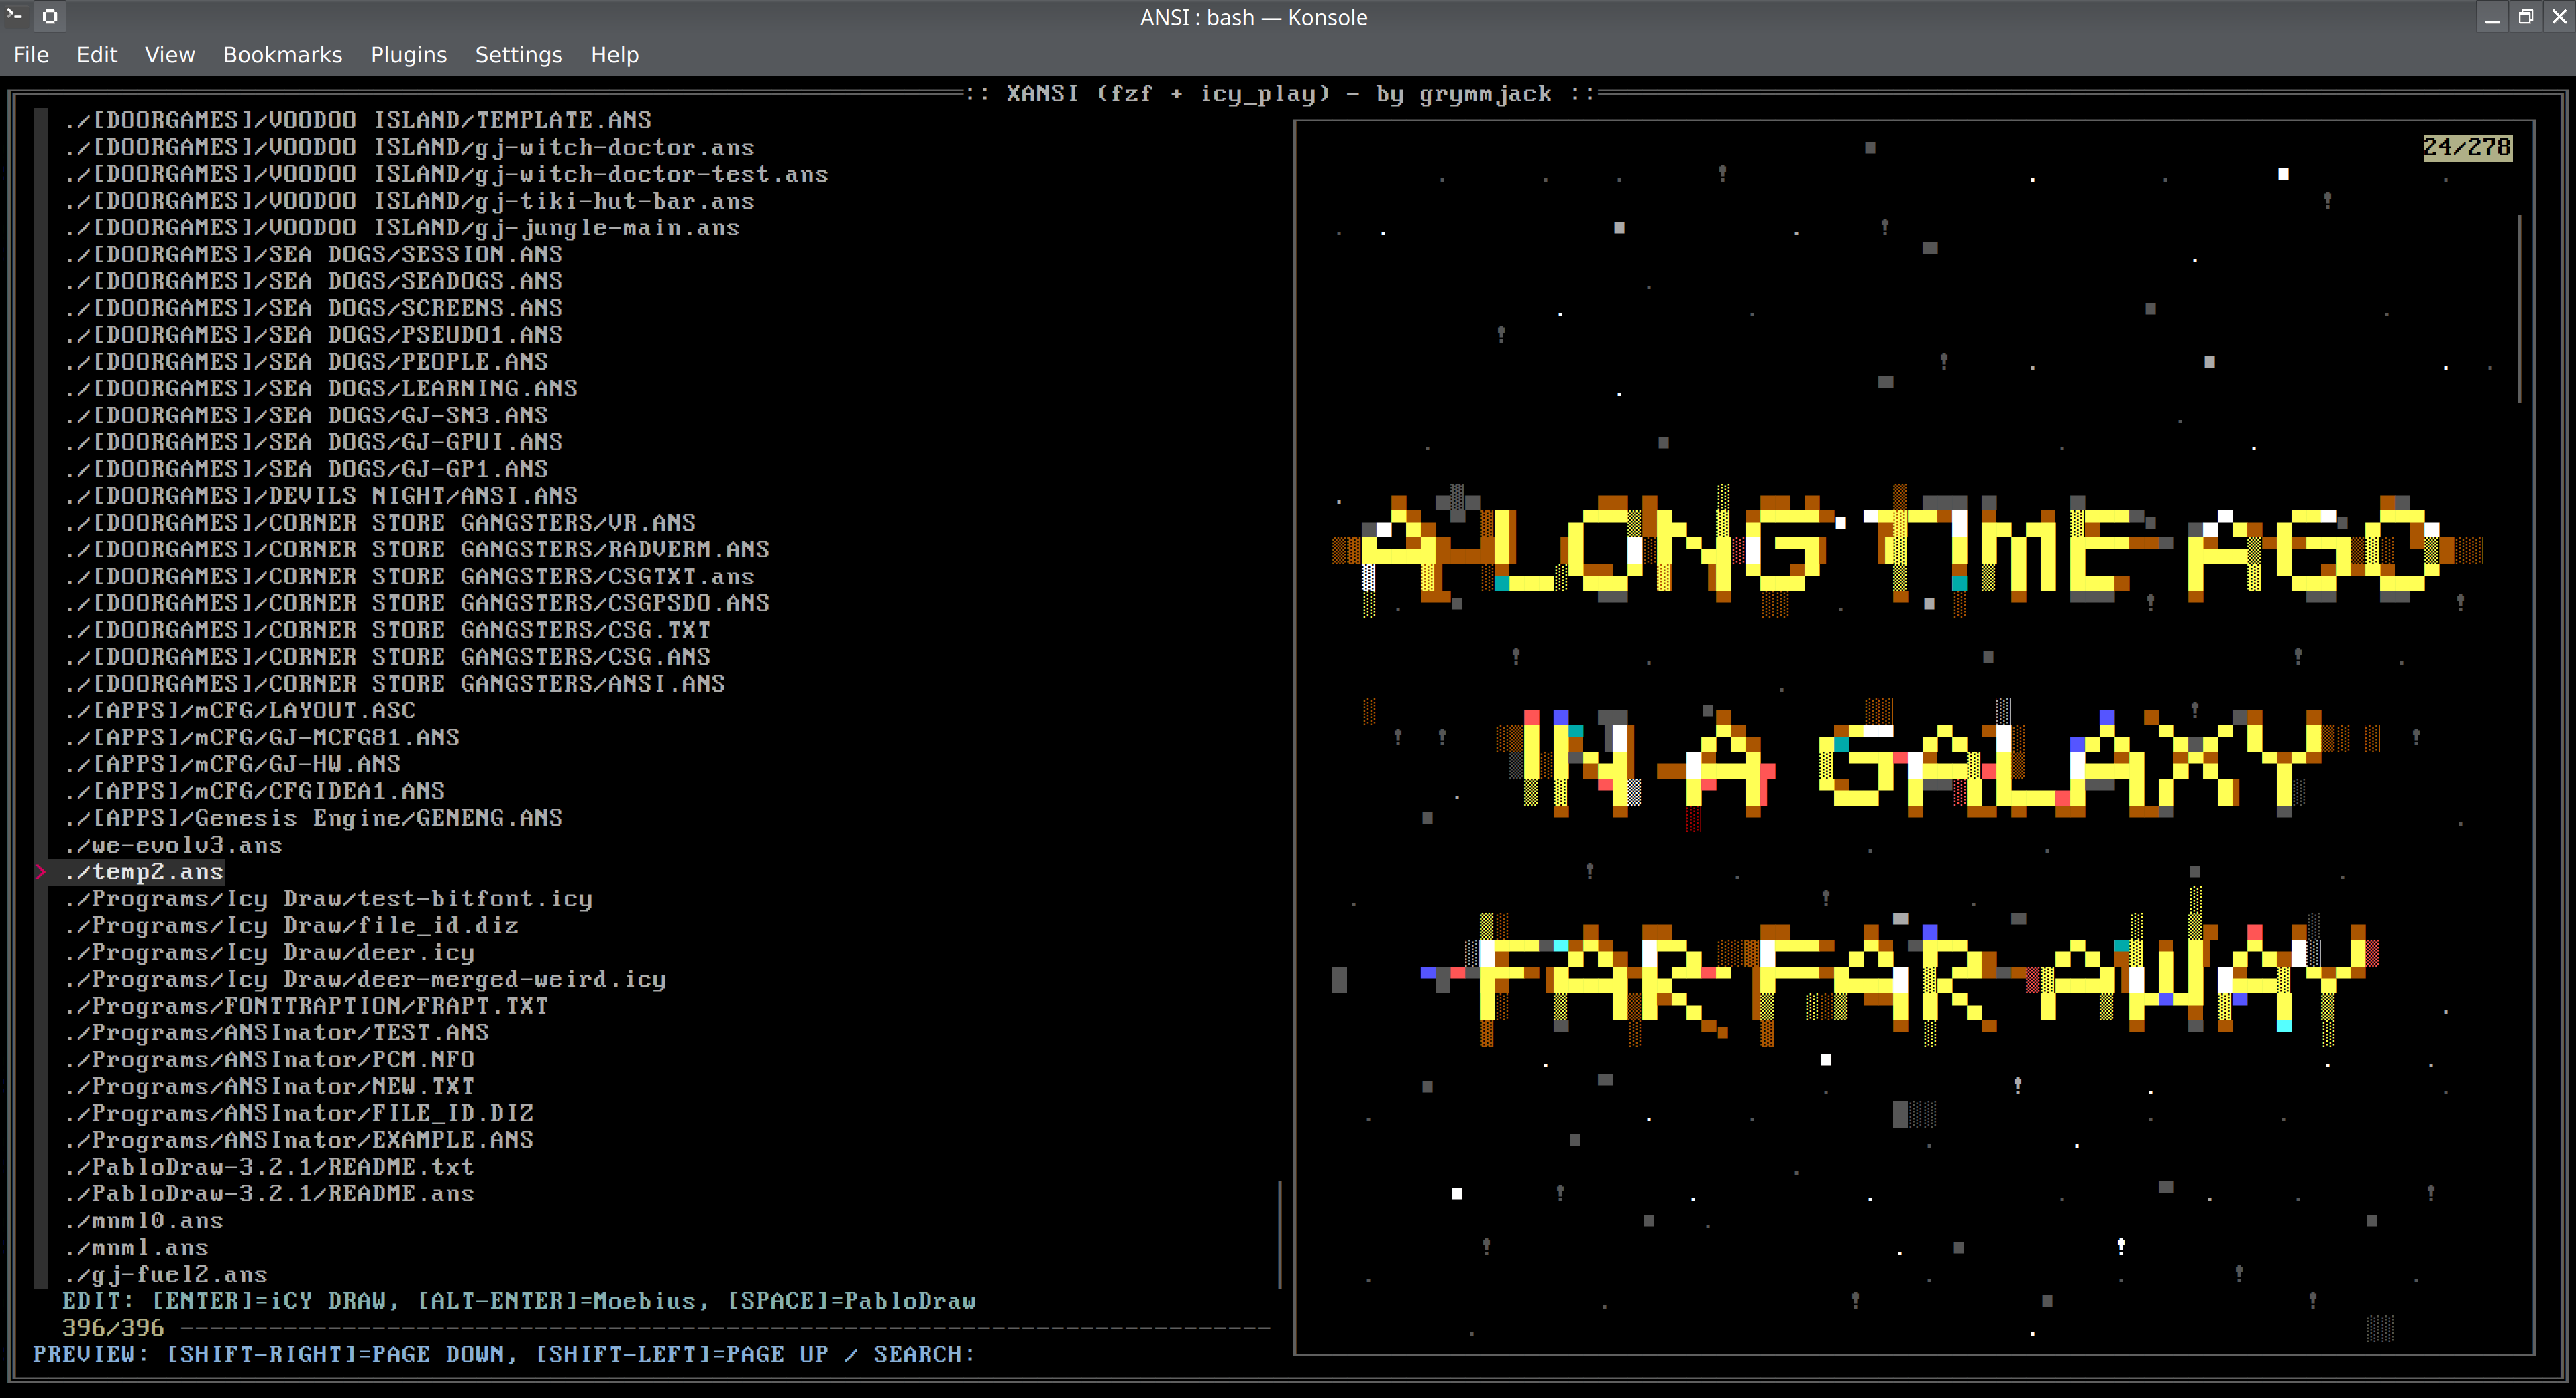 ANSI : bash — Konsole
File Edit View Bookmarks Plugins Settings Help
:: XANSI (fzf + icy_play) - by grymmjack ::
./[DOORGAMES]/VOODOO ISLAND/TEMPLATE.ANS
./[DOORGAMES]/VOODOO ISLAND/gj-witch-doctor.ans
./[DOORGAMES]/VOODOO ISLAND/gj-witch-doctor-test.ans
./[DOORGAMES]/VOODOO ISLAND/gj-tiki-hut-bar.ans
./[DOORGAMES]/VOODOO ISLAND/gj-jungle-main.ans
./[DOORGAMES]/SEA DOGS/SESSION.ANS
./[DOORGAMES]/SEA DOGS/SEADOGS.ANS
./[DOORGAMES]/SEA DOGS/SCREENS.ANS
./[DOORGAMES]/SEA DOGS/PSEUDO1.ANS
./[DOORGAMES]/SEA DOGS/PEOPLE.ANS
./[DOORGAMES]/SEA DOGS/LEARNING.ANS
./[DOORGAMES]/SEA DOGS/GJ-SN3.ANS
./[DOORGAMES]/SEA DOGS/GJ-GPUI.ANS
./[DOORGAMES]/SEA DOGS/GJ-GP1.ANS
./[DOORGAMES]/DEVILS NIGHT/ANSI.ANS
./[DOORGAMES]/CORNER STORE GANGSTERS/VR.ANS
./[DOORGAMES]/CORNER STORE GANGSTERS/RADVERM.ANS
./[DOORGAMES]/CORNER STORE GANGSTERS/CSGTXT.ans
./[DOORGAMES]/CORNER STORE GANGSTERS/CSGPSDO.ANS
./[DOORGAMES]/CORNER STORE GANGSTERS/CSG.TXT
./[DOORGAMES]/CORNER STORE GANGSTERS/CSG.ANS
./[DOORGAMES]/CORNER STORE GANGSTERS/ANSI.ANS
./[APPS]/mCFG/LAYOUT.ASC
./[APPS]/mCFG/GJ-MCFG81.ANS
./[APPS]/mCFG/GJ-HW.ANS
./[APPS]/mCFG/CFGIDEA1.ANS
./[APPS]/Genesis Engine/GENENG.ANS
./we-evolv3.ans
> ./temp2.ans
./Programs/Icy Draw/test-bitfont.icy
./Programs/Icy Draw/file_id.diz
./Programs/Icy Draw/deer.icy
./Programs/Icy Draw/deer-merged-weird.icy
./Programs/FONTTRAPTION/FRAPT.TXT
./Programs/ANSInator/TEST.ANS
./Programs/ANSInator/PCM.NFO
./Programs/ANSInator/NEW.TXT
./Programs/ANSInator/FILE_ID.DIZ
./Programs/ANSInator/EXAMPLE.ANS
./PabloDraw-3.2.1/README.txt
./PabloDraw-3.2.1/README.ans
./mnml0.ans
./mnml.ans
./gj-fuel2.ans
EDIT: [ENTER]=iCY DRAW, [ALT-ENTER]=Moebius, [SPACE]=PabloDraw
396/396
PREVIEW: [SHIFT-RIGHT]=PAGE DOWN, [SHIFT-LEFT]=PAGE UP / SEARCH:
24/278
A LONG TIME AGO
IN A GALAXY
FAR FAR AWAY